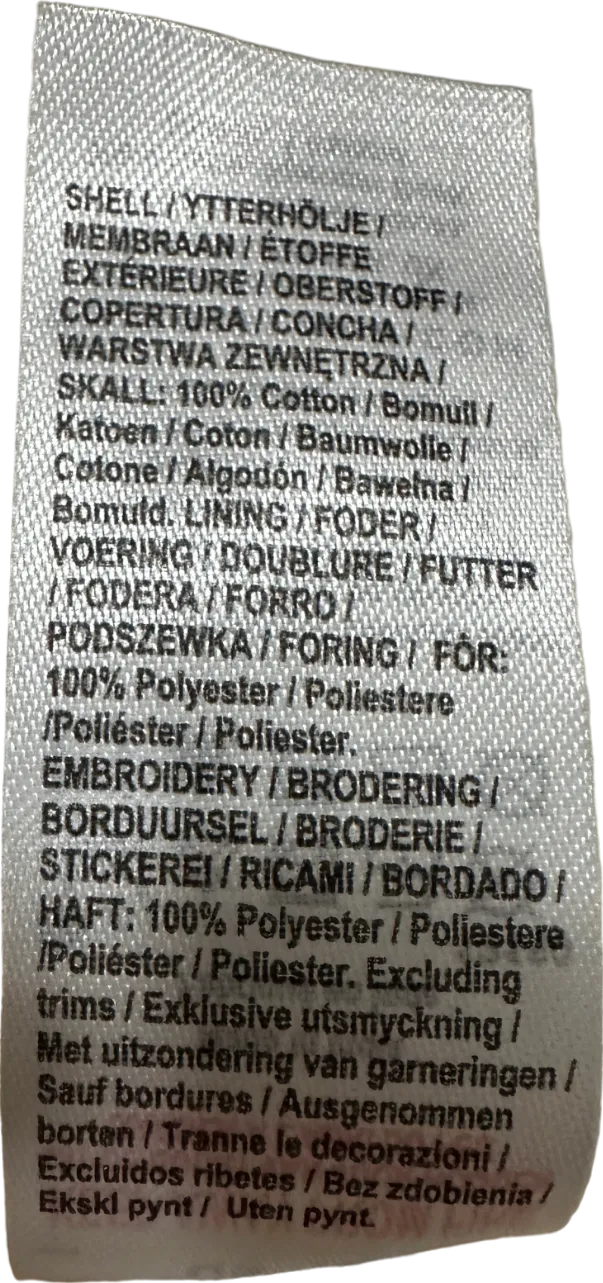 SHELL / YTTERHÖLJE /
MEMBRAAN / ÉTOFFE
EXTÉRIEURE / OBERSTOFF /
COPERTURA / CONCHA /
WARSTWA ZEWNĘTRZNA /
SKALL: 100% Cotton / Bomull /
Katoen / Coton / Baumwolle /
Cotone / Algodón / Bawełna /
Bomuld. LINING / FODER /
VOERING / DOUBLURE / FUTTER
/ FODERA / FORRO /
PODSZEWKA / FORING / FÔR:
100% Polyester / Poliestere
/Poliéster / Poliester.
EMBROIDERY / BRODERING /
BORDUURSEL / BRODERIE /
STICKEREI / RICAMI / BORDADO /
HAFT: 100% Polyester / Poliestere
/Poliéster / Poliester. Excluding
trims / Exklusive utsmyckning /
Met uitzondering van garneringen /
Sauf bordures / Ausgenommen
borten / Tranne le decorazioni /
Excluidos ribetes / Bez zdobienia /
Ekskl pynt / Uten pynt.